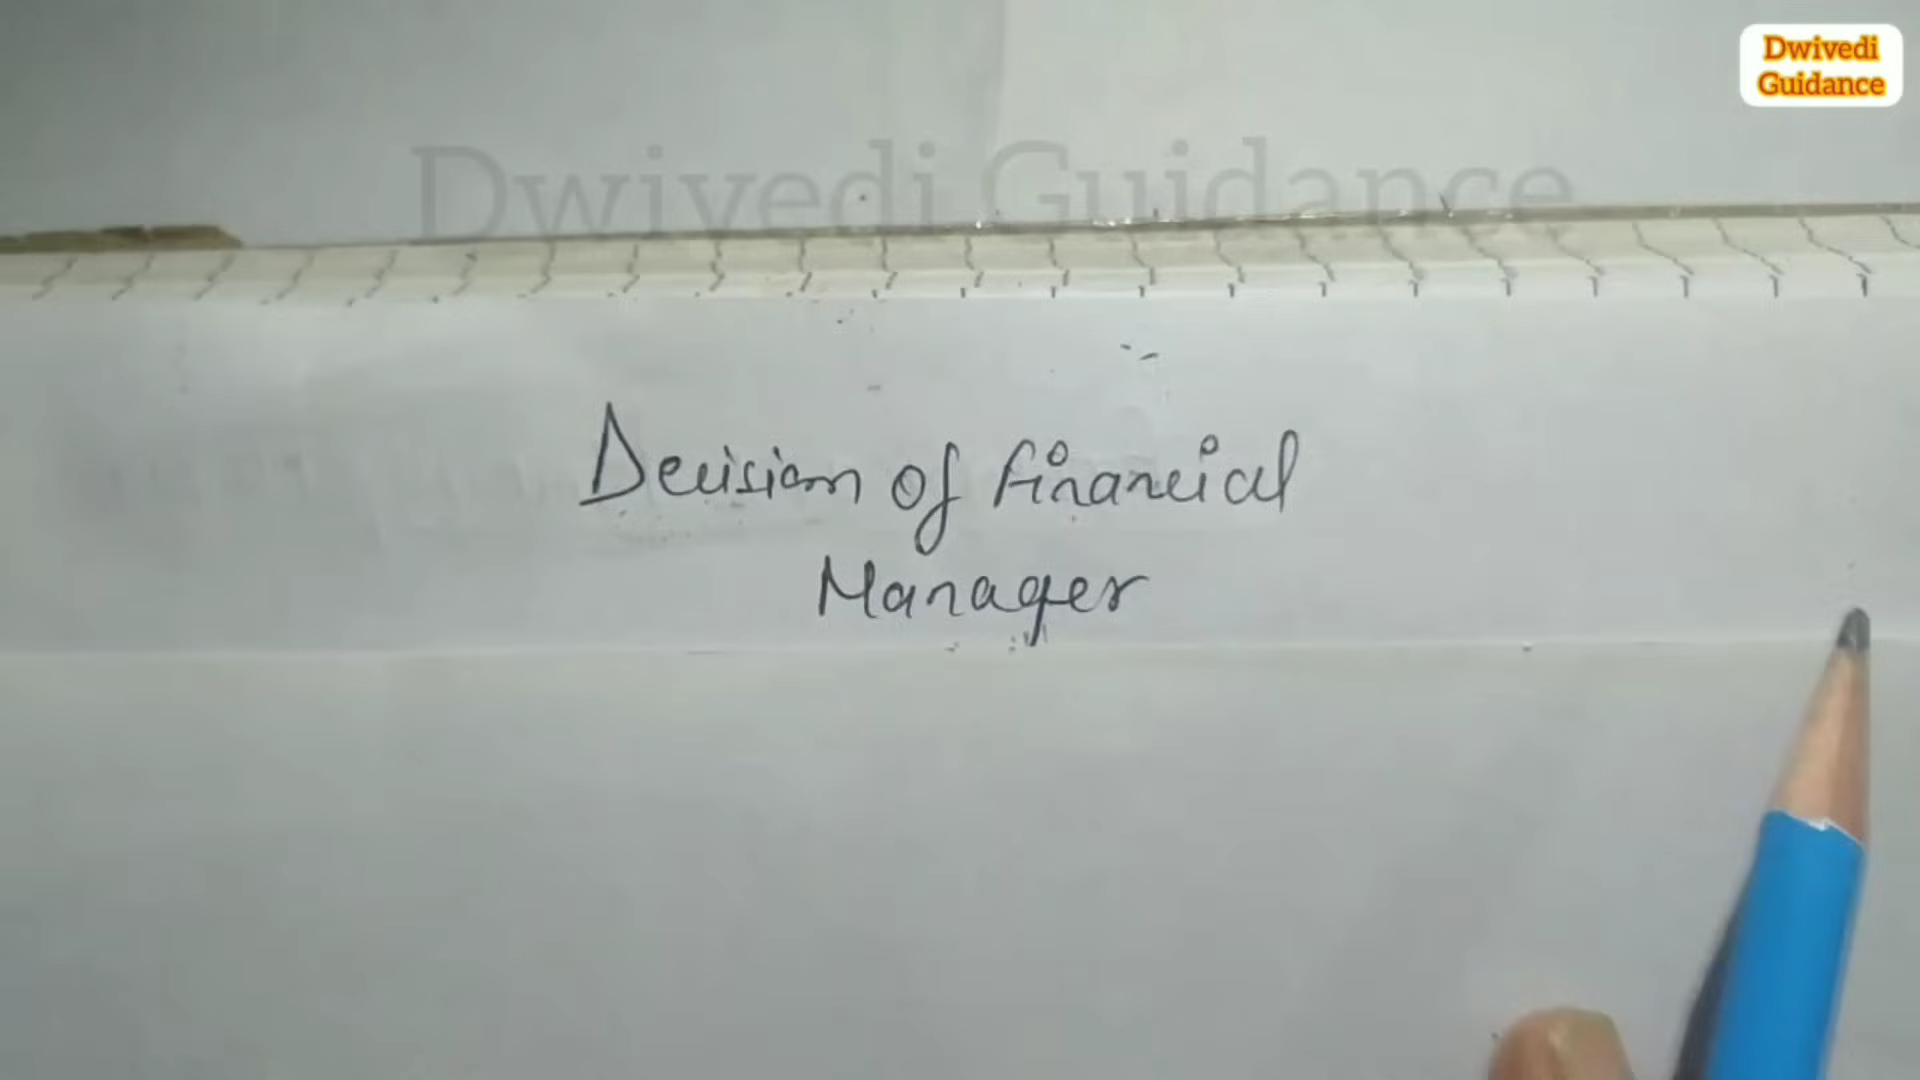 Dwivedi
Guidance
Dwivedi Guidance
Decision of financial
Manager